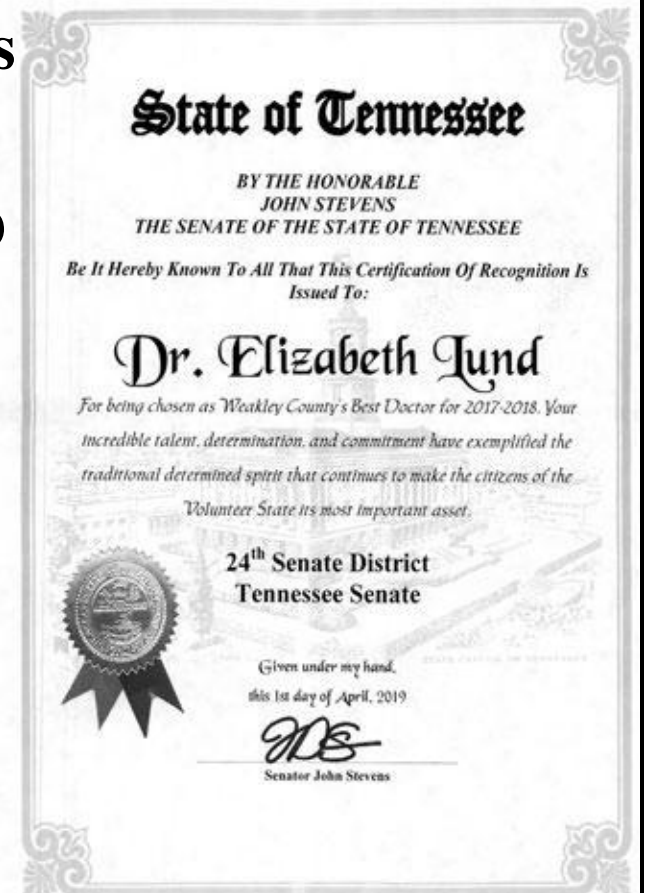 s
)
State of Tennessee
BY THE HONORABLE
JOHN STEVENS
THE SENATE OF THE STATE OF TENNESSEE
Be It Hereby Known To All That This Certification Of Recognition Is
Issued To:
Dr. Elizabeth Lund
For being chosen as Weakley County's Best Doctor for 2017-2018. Your
incredible talent, determination, and commitment have exemplified the
traditional determined spirit that continues to make the citizens of the
Volunteer State its most important asset.
24th Senate District
Tennessee Senate
Given under my hand,
this 1st day of April, 2019
Senator John Stevens